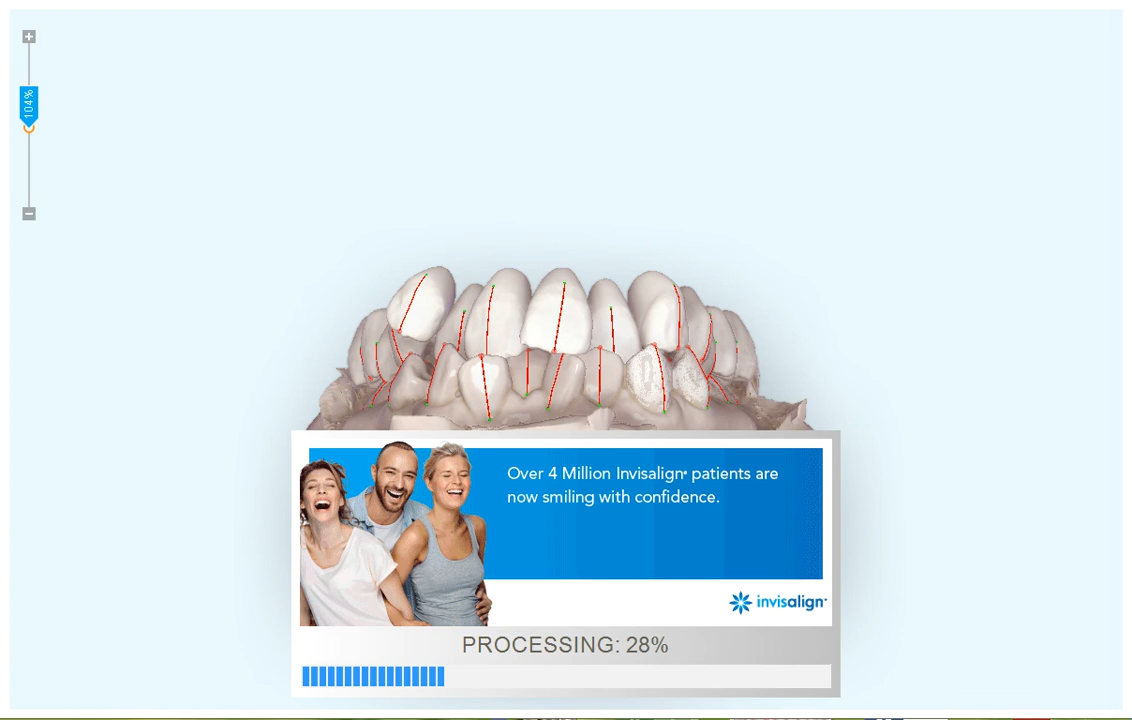 104%
Over 4 Million Invisalign® patients are
now smiling with confidence.
invisalign®
PROCESSING: 28%